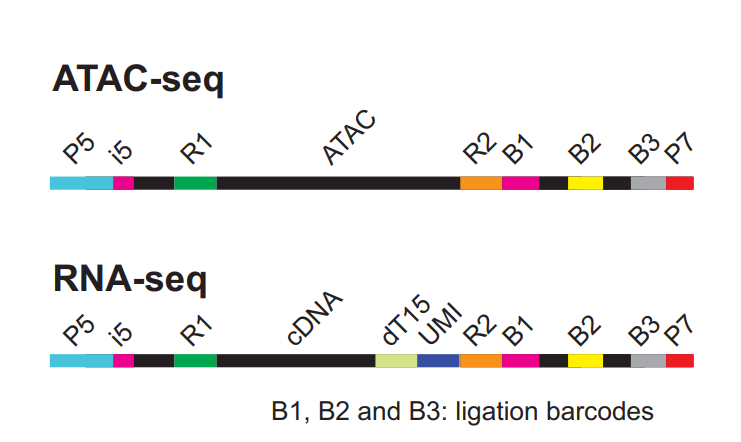 ATAC-seq
P5 i5 R1 ATAC R2 B1 B2 B3 P7
RNA-seq
P5 i5 R1 cDNA dT15 UMI R2 B1 B2 B3 P7
B1, B2 and B3: ligation barcodes